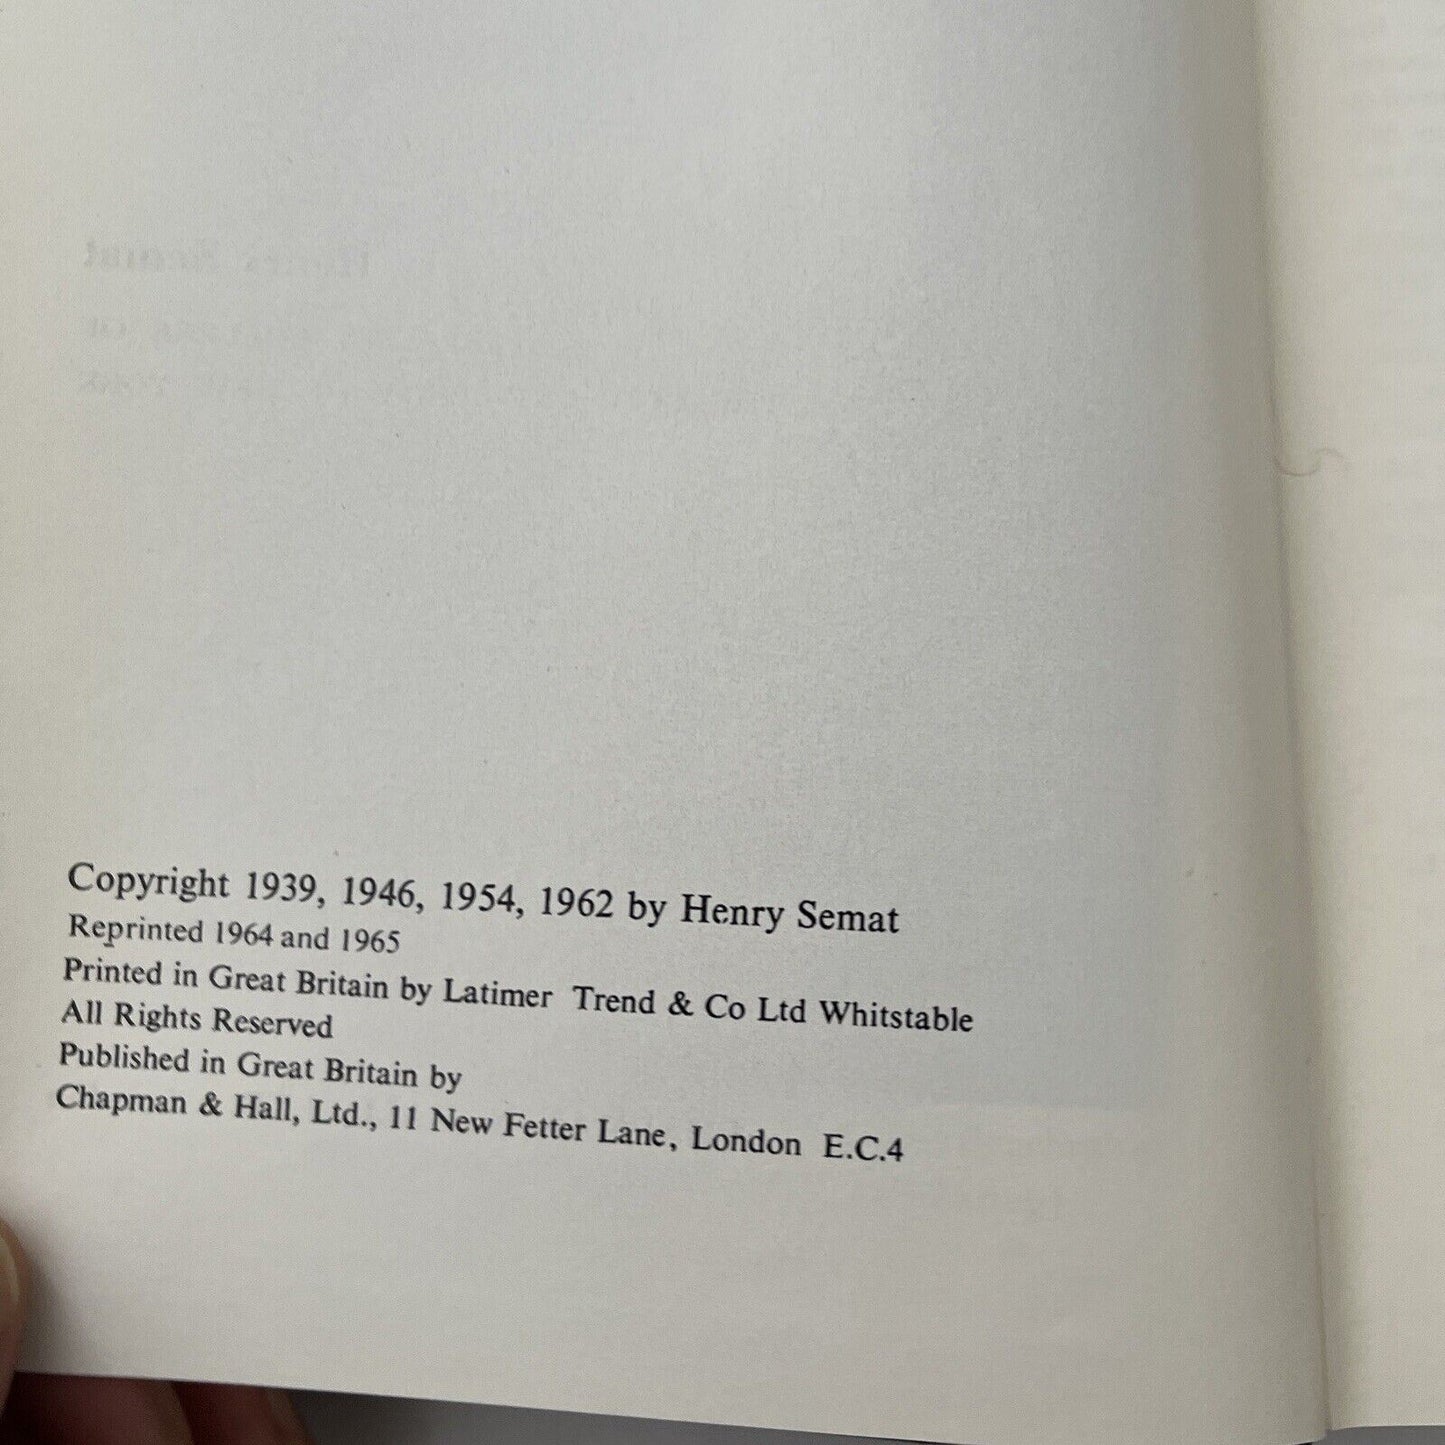 Copyright 1939, 1946, 1954, 1962 by Henry Semat
Reprinted 1964 and 1965
Printed in Great Britain by Latimer Trend & Co Ltd Whitstable
All Rights Reserved
Published in Great Britain by
Chapman & Hall, Ltd., 11 New Fetter Lane, London E.C.4